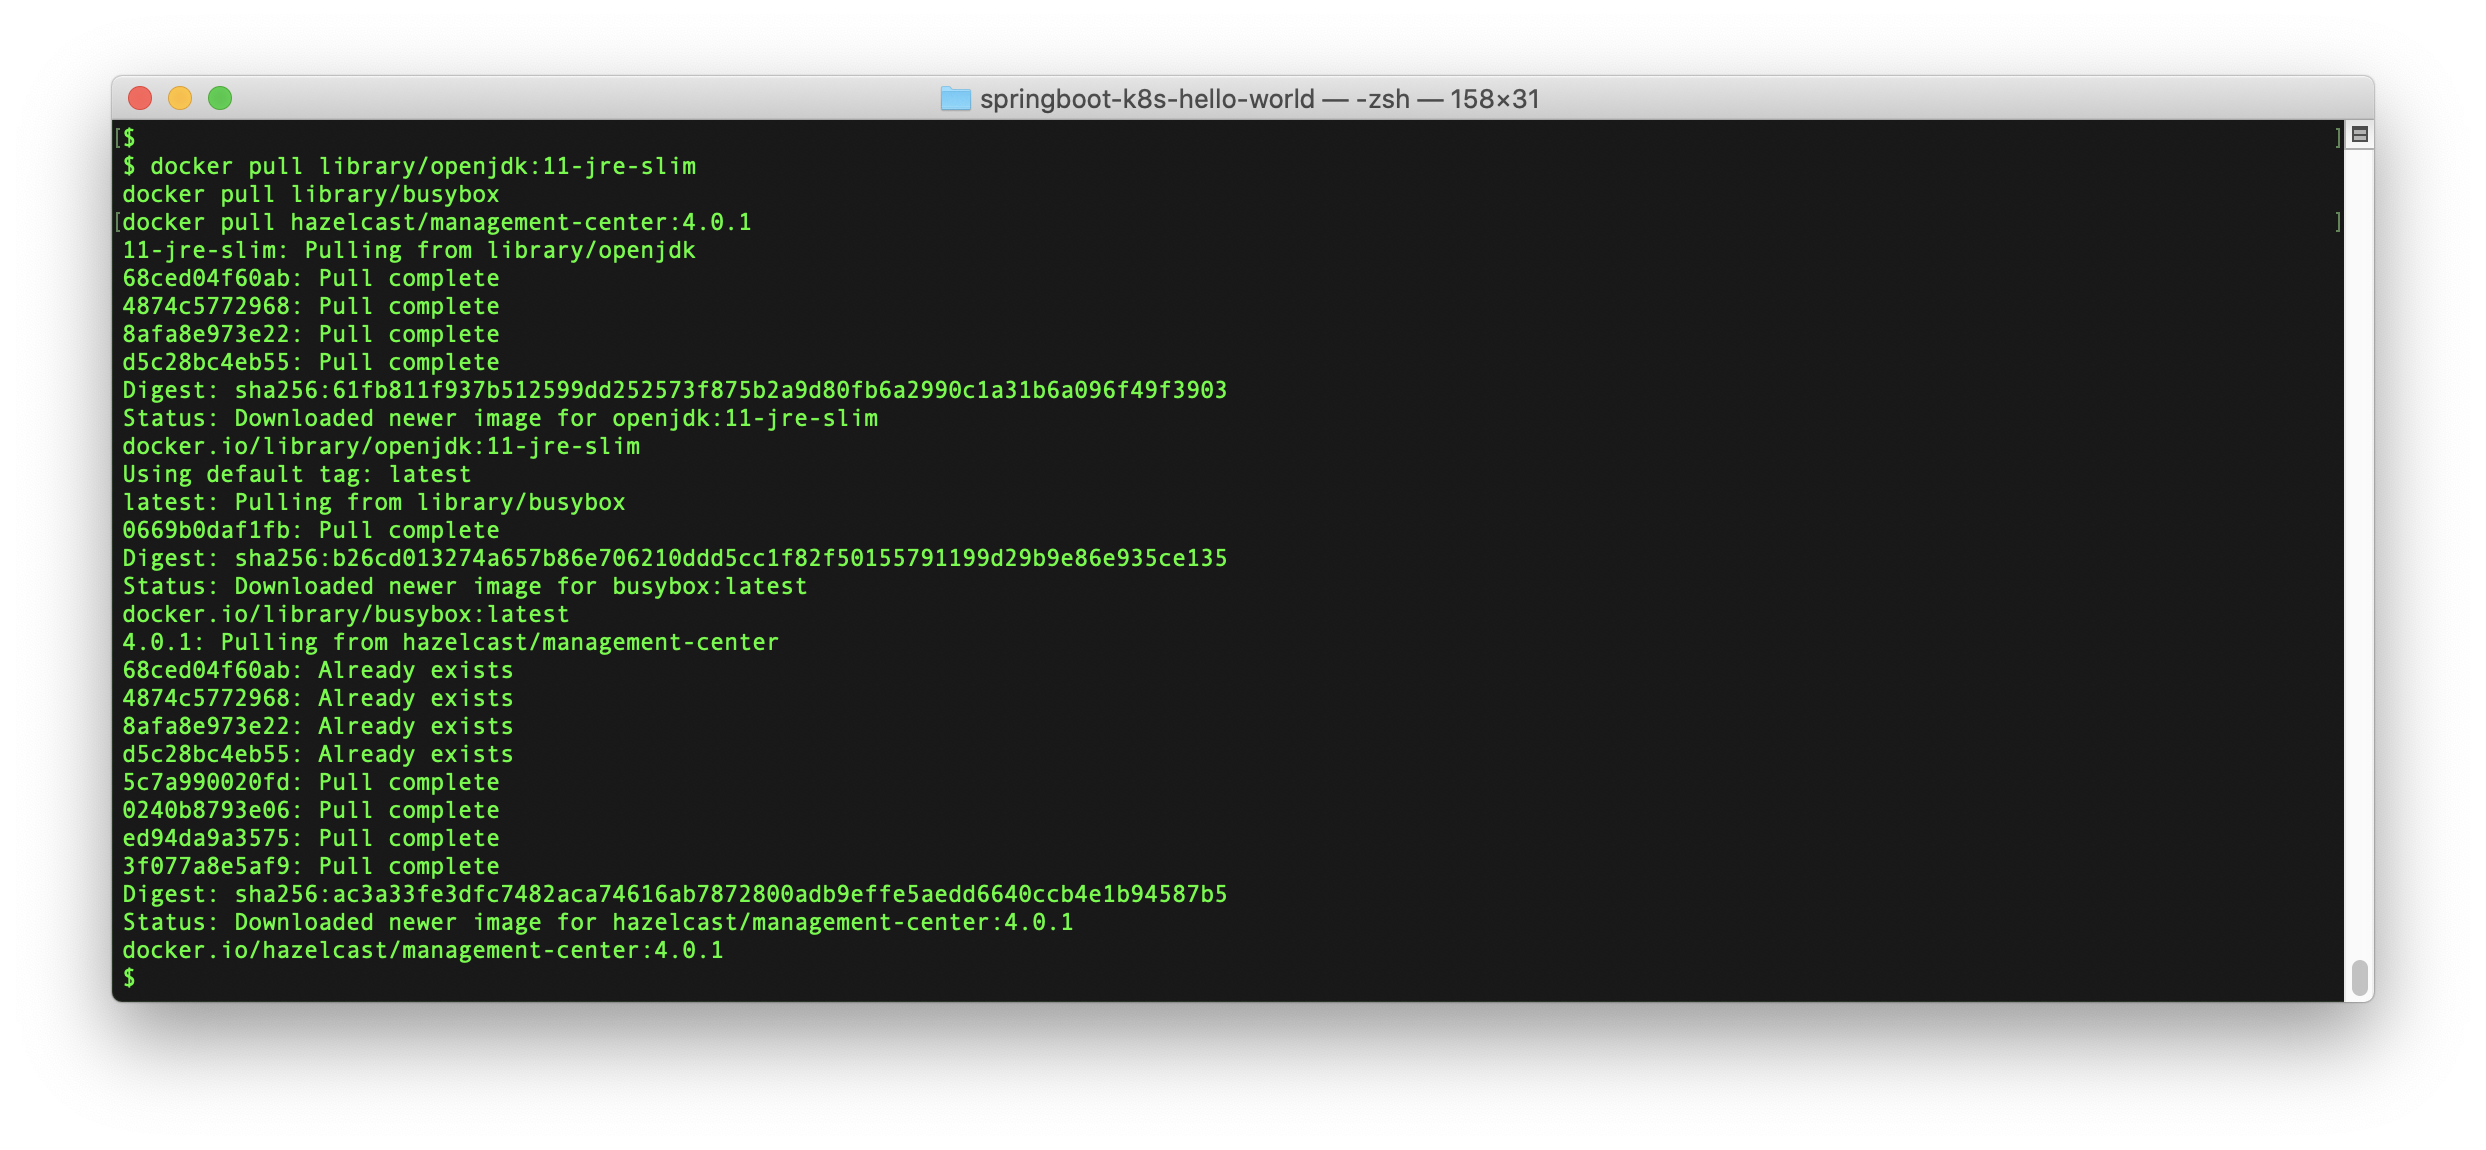 springboot-k8s-hello-world — -zsh — 158×31
[$ ]
$ docker pull library/openjdk:11-jre-slim
docker pull library/busybox
[docker pull hazelcast/management-center:4.0.1 ]
11-jre-slim: Pulling from library/openjdk
68ced04f60ab: Pull complete
4874c5772968: Pull complete
8afa8e973e22: Pull complete
d5c28bc4eb55: Pull complete
Digest: sha256:61fb811f937b512599dd252573f875b2a9d80fb6a2990c1a31b6a096f49f3903
Status: Downloaded newer image for openjdk:11-jre-slim
docker.io/library/openjdk:11-jre-slim
Using default tag: latest
latest: Pulling from library/busybox
0669b0daf1fb: Pull complete
Digest: sha256:b26cd013274a657b86e706210ddd5cc1f82f50155791199d29b9e86e935ce135
Status: Downloaded newer image for busybox:latest
docker.io/library/busybox:latest
4.0.1: Pulling from hazelcast/management-center
68ced04f60ab: Already exists
4874c5772968: Already exists
8afa8e973e22: Already exists
d5c28bc4eb55: Already exists
5c7a990020fd: Pull complete
0240b8793e06: Pull complete
ed94da9a3575: Pull complete
3f077a8e5af9: Pull complete
Digest: sha256:ac3a33fe3dfc7482aca74616ab7872800adb9effe5aedd6640ccb4e1b94587b5
Status: Downloaded newer image for hazelcast/management-center:4.0.1
docker.io/hazelcast/management-center:4.0.1
$